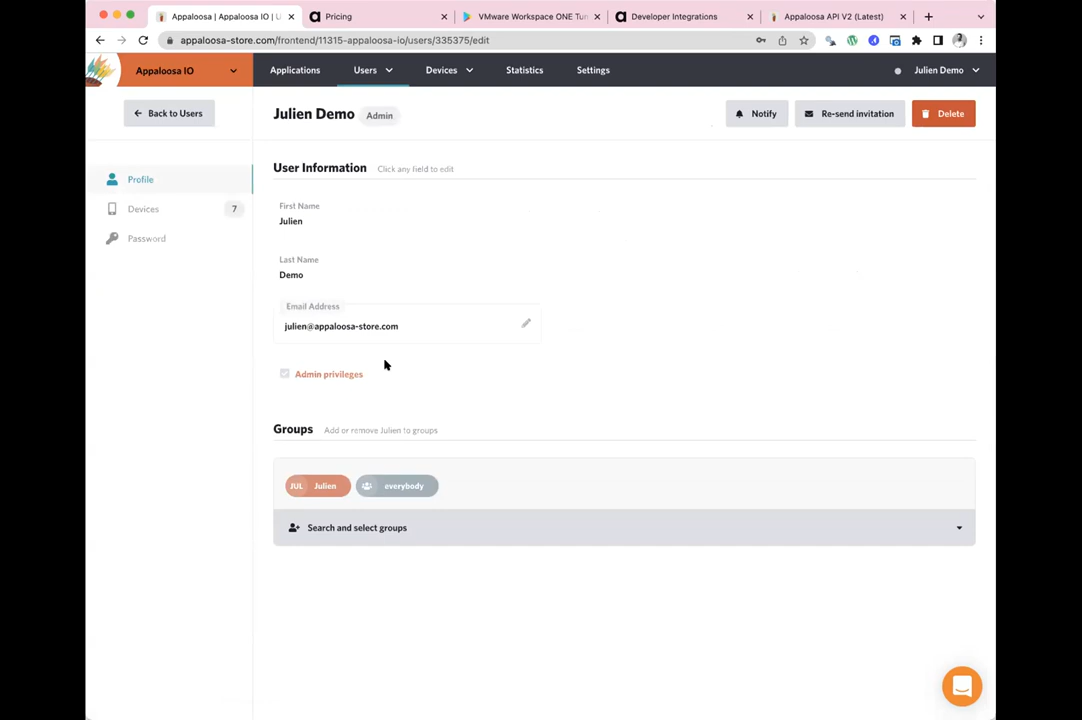 Appaloosa | Appaloosa IO | Li
Pricing
VMware Workspace ONE Tun
Developer Integrations
Appaloosa API V2 (Latest)
appaloosa-store.com/frontend/11315-appaloosa-io/users/335375/edit
Appaloosa IO
Applications
Users
Devices
Statistics
Settings
Julien Demo
Back to Users
Julien Demo
Admin
Notify
Re-send invitation
Delete
Profile
Devices
7
Password
User Information
Click any field to edit
First Name
Julien
Last Name
Demo
Email Address
julien@appaloosa-store.com
Admin privileges
Groups
Add or remove Julien to groups
JUL Julien
everybody
Search and select groups